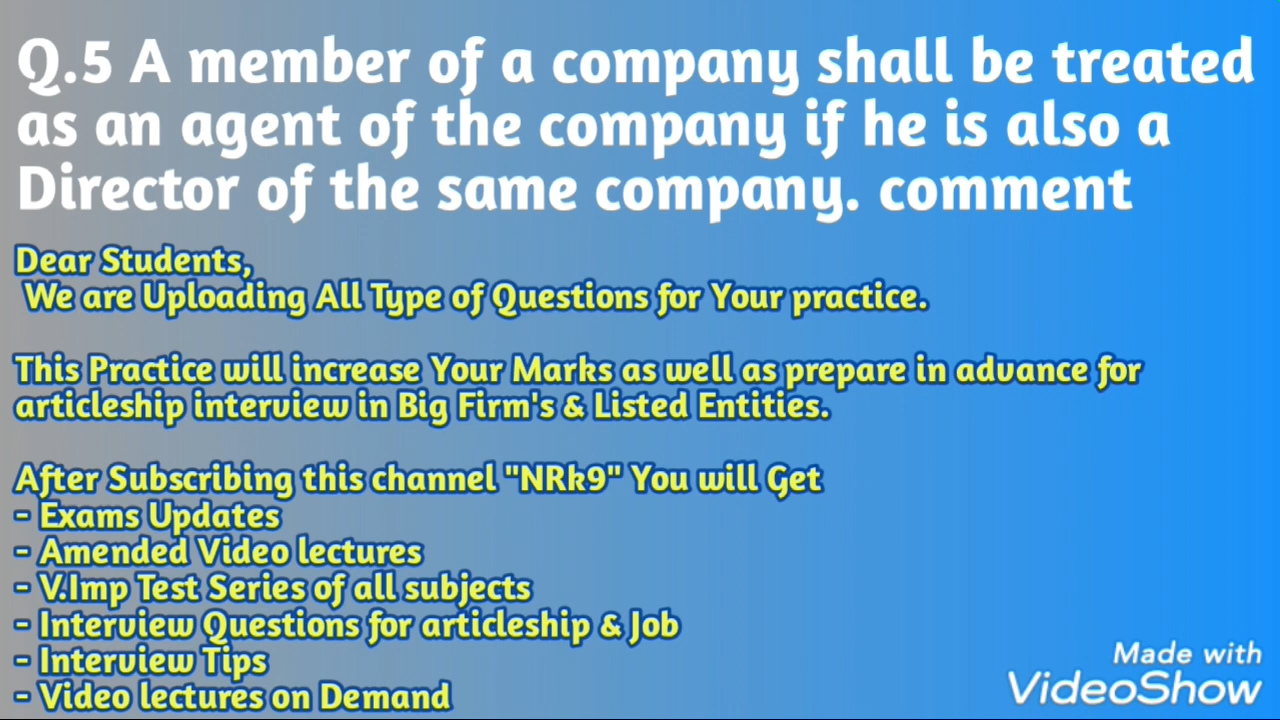 Q.5 A member of a company shall be treated
as an agent of the company if he is also a
Director of the same company. comment
Dear Students,
We are Uploading All Type of Questions for Your practice.
This Practice will increase Your Marks as well as prepare in advance for
articleship interview in Big Firm's & Listed Entities.
After Subscribing this channel "NRk9" You will Get
- Exams Updates
- Amended Video lectures
- V.Imp Test Series of all subjects
- Interview Questions for articleship & Job
- Interview Tips
- Video lectures on Demand
Made with
VideoShow